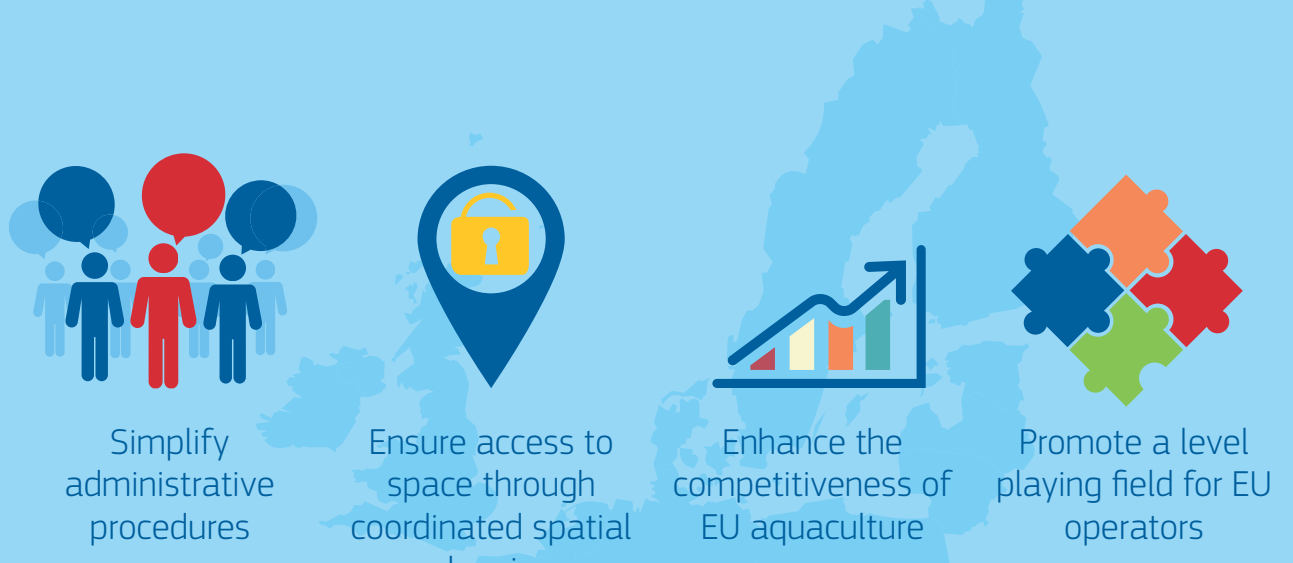 Simplify
administrative
procedures
Ensure access to
space through
coordinated spatial
Enhance the
competitiveness of
EU aquaculture
Promote a level
playing field for EU
operators